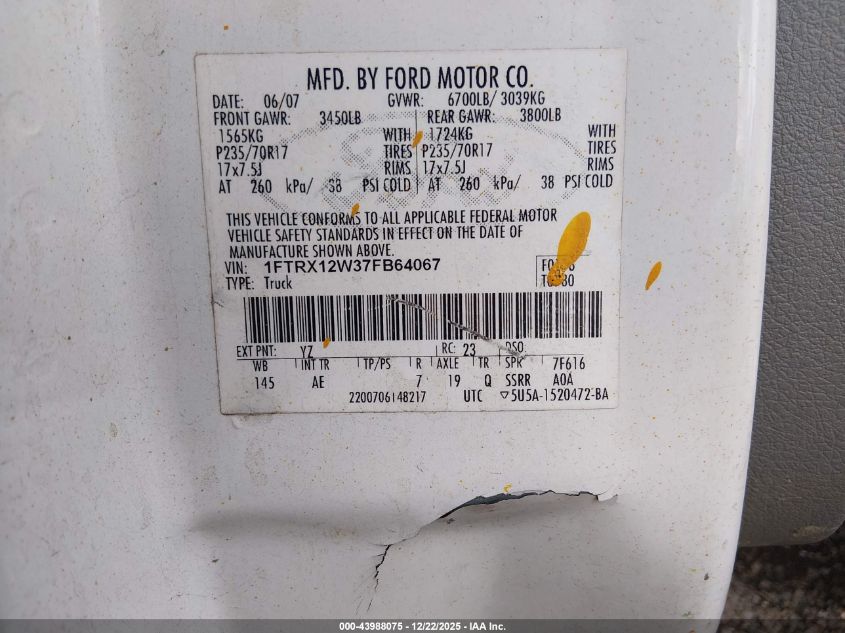 MFD. BY FORD MOTOR CO.
DATE: 06/07 GVWR: 6700LB/ 3039KG
FRONT GAWR: 3450LB REAR GAWR: 3800LB
1565KG WITH 1724KG WITH
P235/70R17 TIRES P235/70R17 TIRES
17x7.5J RIMS 17x7.5J RIMS
AT 260 kPa/ 38 PSI COLD AT 260 kPa/ 38 PSI COLD
THIS VEHICLE CONFORMS TO ALL APPLICABLE FEDERAL MOTOR
VEHICLE SAFETY STANDARDS IN EFFECT ON THE DATE OF
MANUFACTURE SHOWN ABOVE.
VIN: 1FTRX12W37FB64067
TYPE: Truck
EXT PNT: YZ RC: 23 DSO:
WB INT TR TP/PS R AXLE TR SPR 7F616
145 AE 7 19 Q SSRR A0A
2200706148217 UTC ▽5U5A-1520472-BA
000-43988075 - 12/22/2025 - IAA Inc.